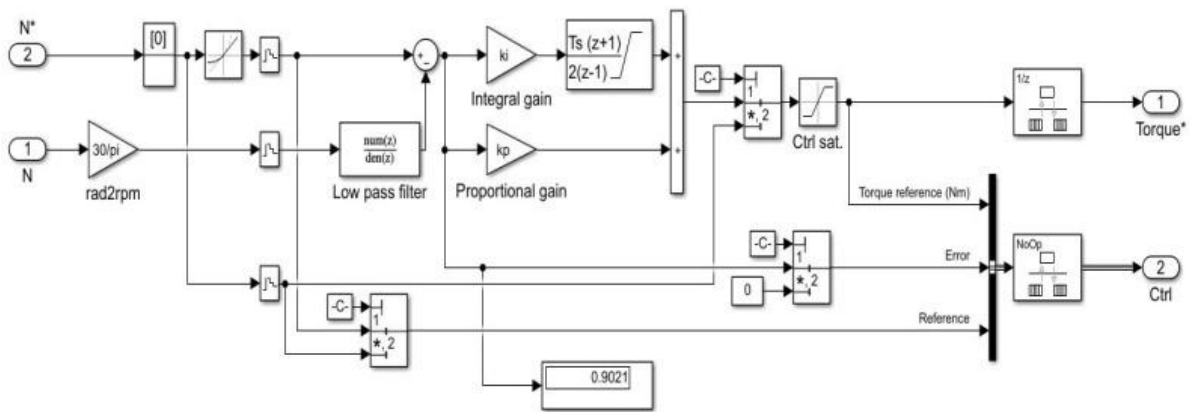 N*
2
[0]
ki
Integral gain
Ts (z+1)
2(z-1)
+
-
+
+
-C-
1
*, 2
Ctrl sat.
1/z
1
Torque*
1
N
30/pi
rad2rpm
num(z)
den(z)
Low pass filter
kp
Proportional gain
Torque reference (Nm)
-C-
1
*, 2
0
Error
NoOp
2
Ctrl
-C-
1
*, 2
Reference
0.9021